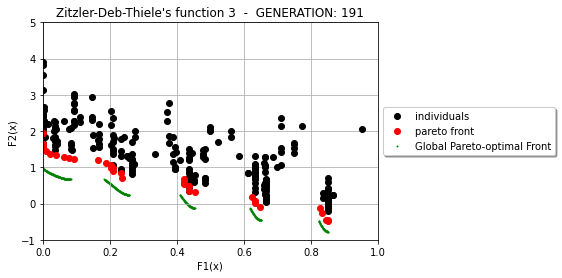 Zitzler-Deb-Thiele's function 3 - GENERATION: 191
5
4
3
2
1
0
−1
F2(x)
0.0 0.2 0.4 0.6 0.8 1.0
F1(x)
individuals
pareto front
Global Pareto-optimal Front